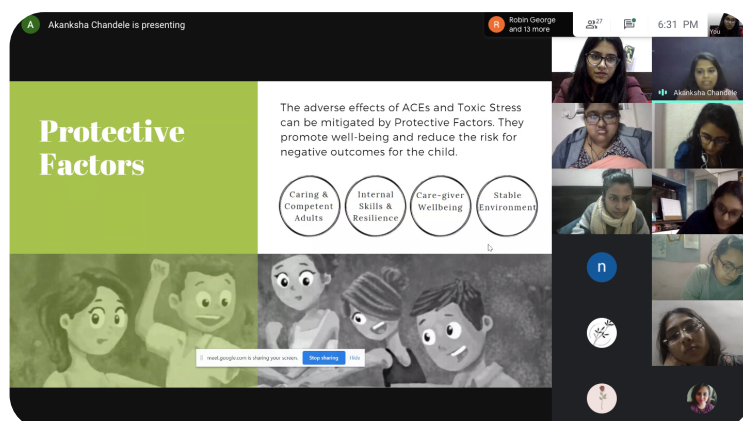 A Akanksha Chandele is presenting
R Robin George
and 13 more
27
6:31 PM
You
Akanksha Chandele
Protective
Factors
The adverse effects of ACEs and Toxic Stress
can be mitigated by Protective Factors. They
promote well-being and reduce the risk for
negative outcomes for the child.
Caring &
Competent
Adults
Internal
Skills &
Resilience
Care-giver
Wellbeing
Stable
Environment
n
meet.google.com is sharing your screen.
Stop sharing
Hide